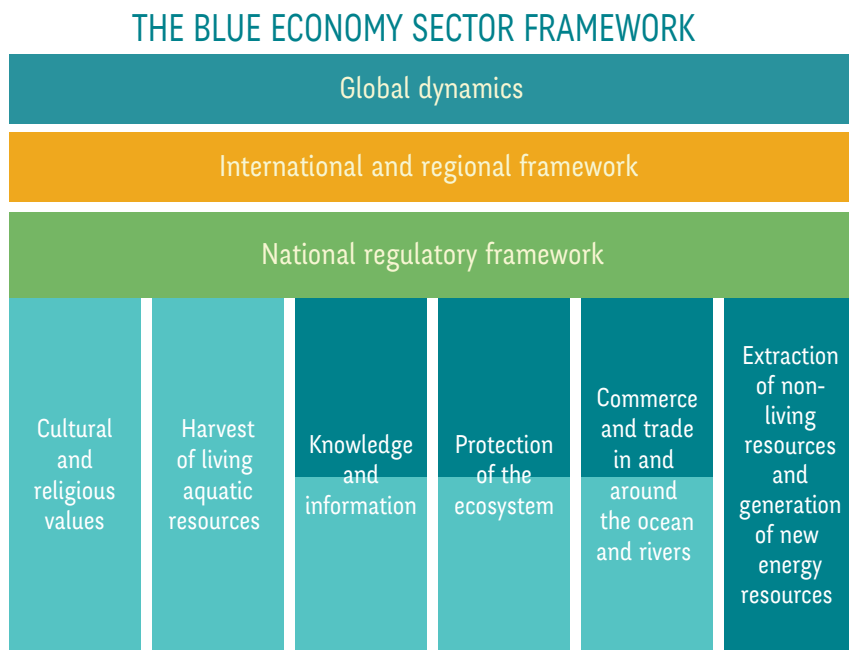 THE BLUE ECONOMY SECTOR FRAMEWORK
Global dynamics
International and regional framework
National regulatory framework
Cultural
and
religious
values
Harvest
of living
aquatic
resources
Knowledge
and
information
Protection
of the
ecosystem
Commerce
and trade
in and
around
the ocean
and rivers
Extraction
of non-
living
resources
and
generation
of new
energy
resources